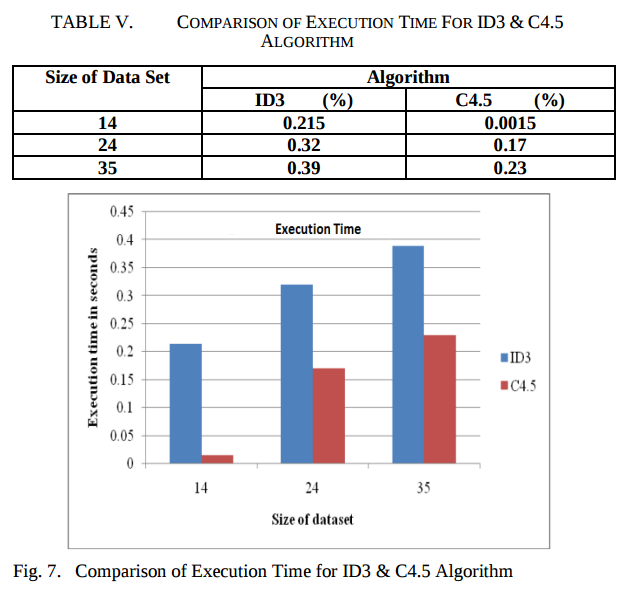 TABLE V. COMPARISON OF EXECUTION TIME FOR ID3 & C4.5
ALGORITHM
Size of Data Set Algorithm
ID3 (%) C4.5 (%)
14 0.215 0.0015
24 0.32 0.17
35 0.39 0.23
Execution Time
0.45
0.4
0.35
0.3
0.25
0.2
0.15
0.1
0.05
0
Execution time in seconds
ID3
C4.5
14 24 35
Size of dataset
Fig. 7. Comparison of Execution Time for ID3 & C4.5 Algorithm